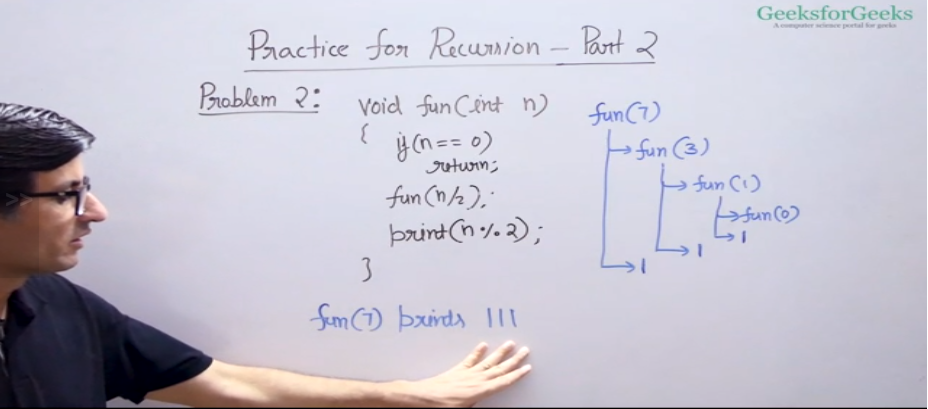 GeeksforGeeks
A computer science portal for geeks
Practice for Recursion – Part 2
Problem 2:
void fun(int n)
{
if(n == 0)
return;
fun(n/2);
print(n % 2);
}
fun(7)
fun(3)
fun(1)
fun(0)
1
1
1
fun(7) prints 111